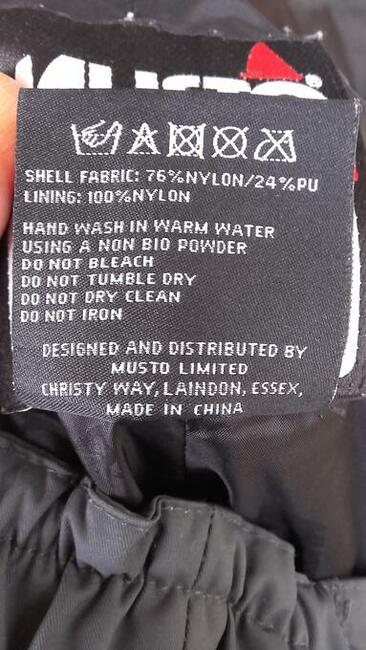 MUSTO
SHELL FABRIC: 76%NYLON/24%PU
LINING: 100%NYLON
HAND WASH IN WARM WATER
USING A NON BIO POWDER
DO NOT BLEACH
DO NOT TUMBLE DRY
DO NOT DRY CLEAN
DO NOT IRON
DESIGNED AND DISTRIBUTED BY
MUSTO LIMITED
CHRISTY WAY, LAINDON, ESSEX,
MADE IN CHINA